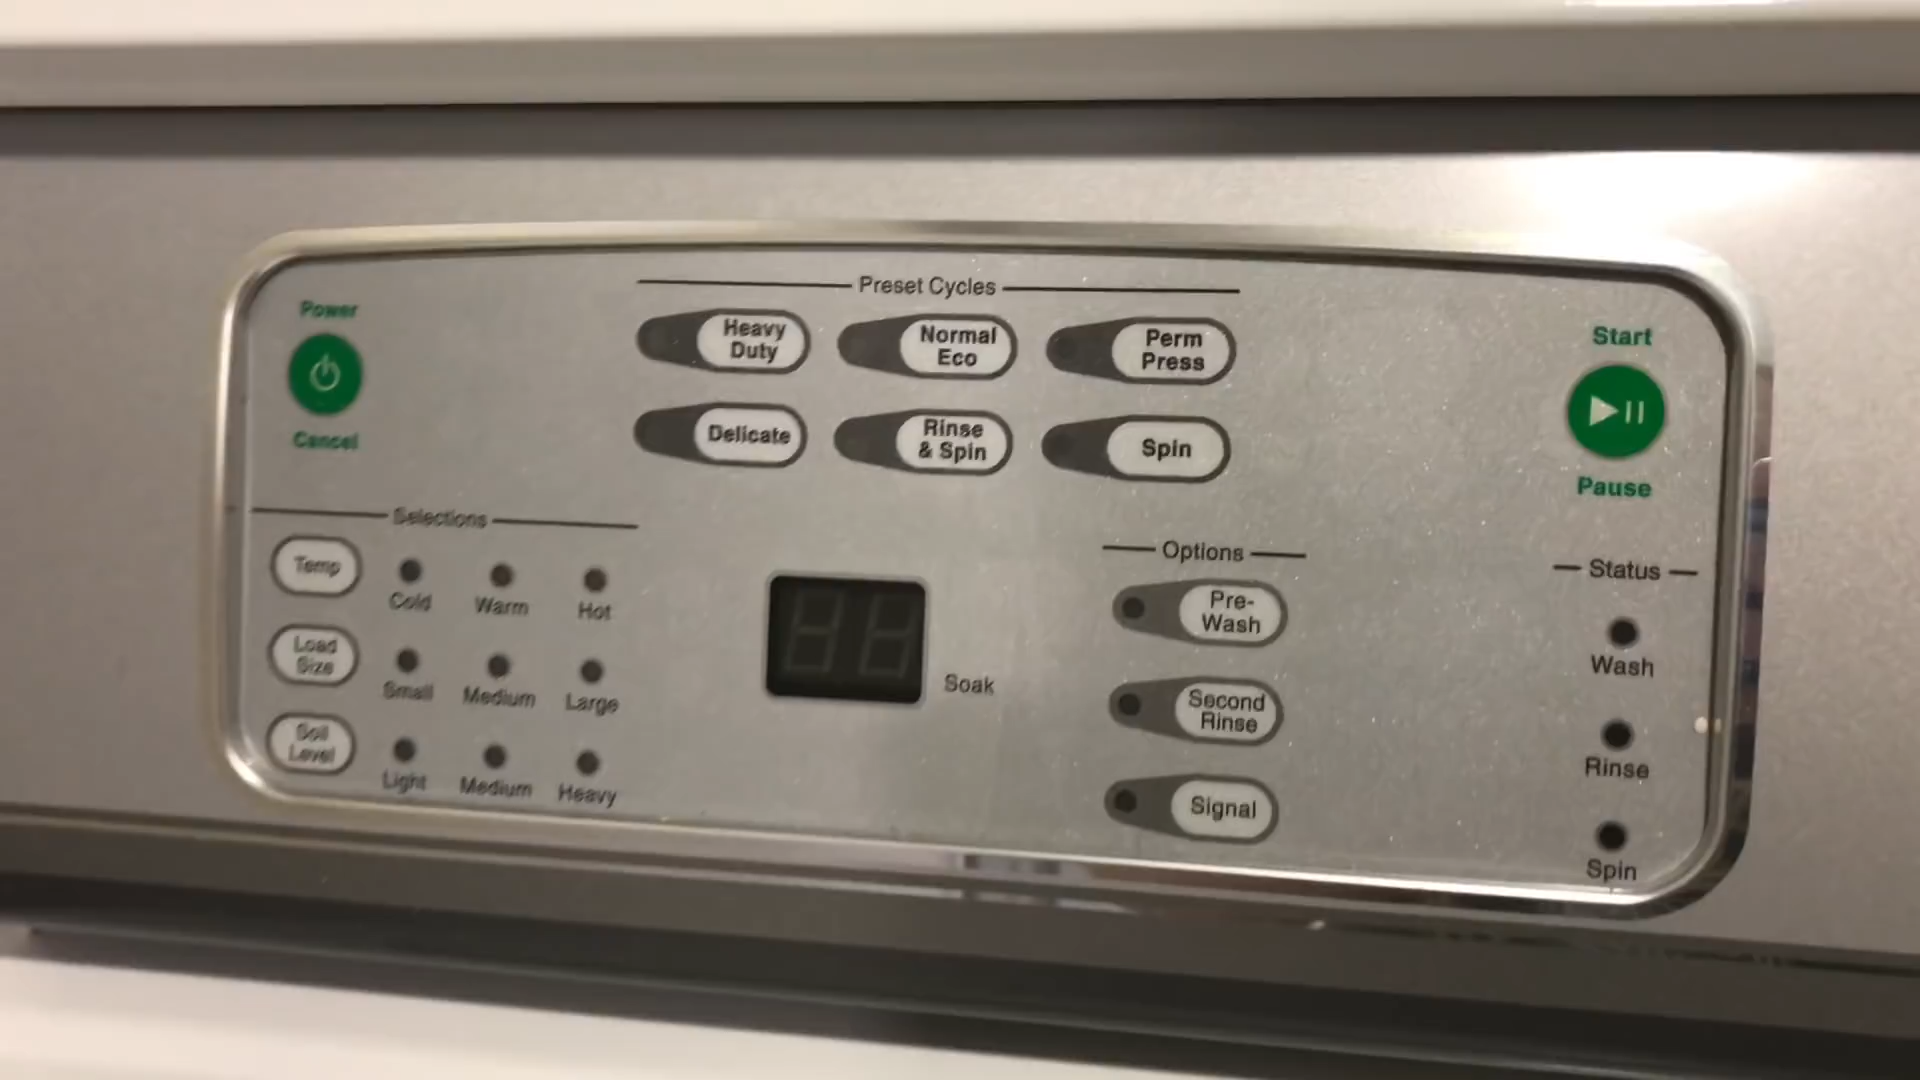 Power
Cancel
Preset Cycles
Heavy
Duty
Normal
Eco
Perm
Press
Delicate
Rinse
& Spin
Spin
Start
Pause
Selections
Temp
Cold
Warm
Hot
Load
Size
Small
Medium
Large
Soil
Level
Light
Medium
Heavy
Soak
Options
Pre-
Wash
Second
Rinse
Signal
Status
Wash
Rinse
Spin